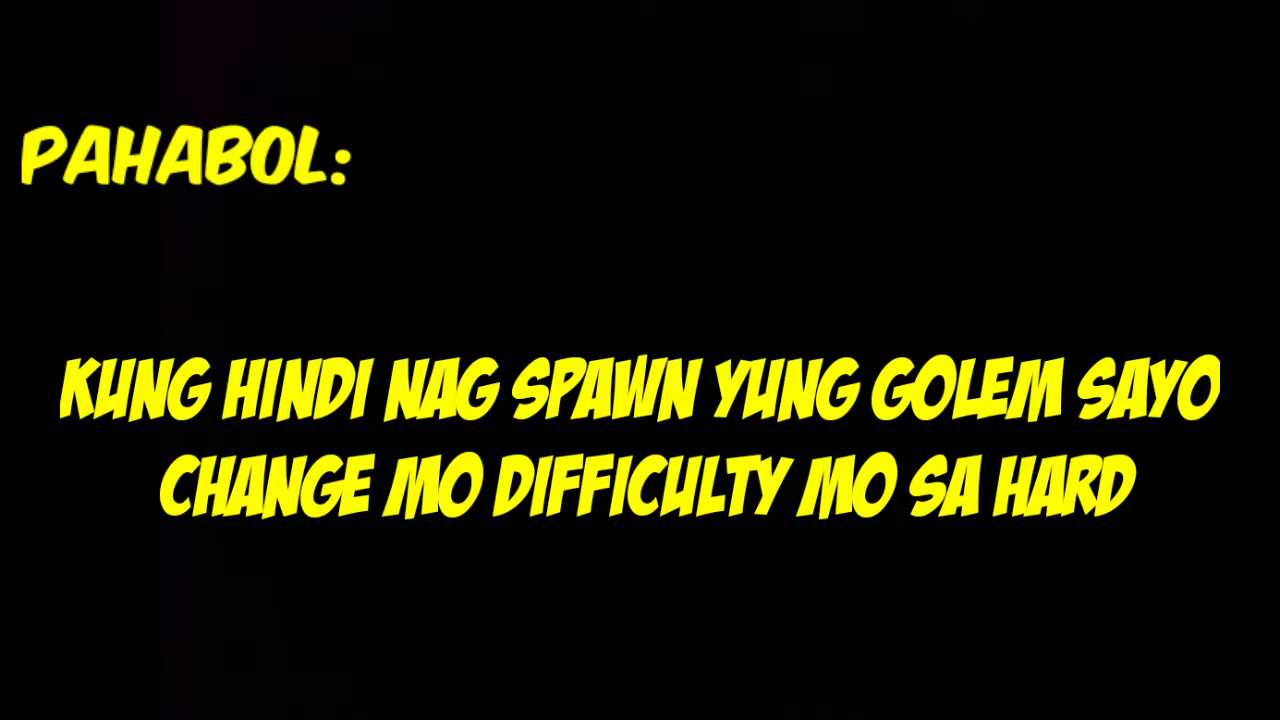 PAHABOL:
KUNG HINDI NAG SPAWN YUNG GOLEM SAYO
CHANGE MO DIFFICULTY MO SA HARD